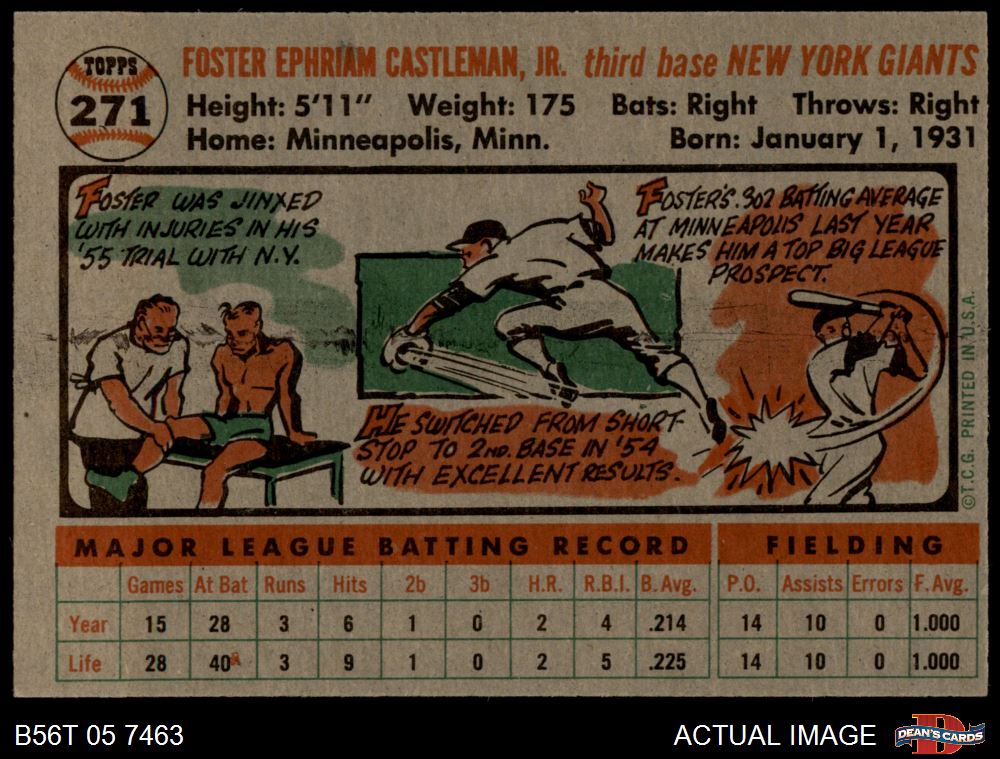 TOPPS
271
FOSTER EPHRIAM CASTLEMAN, JR. third base NEW YORK GIANTS
Height: 5'11" Weight: 175 Bats: Right Throws: Right
Home: Minneapolis, Minn. Born: January 1, 1931
FOSTER WAS JINXED
WITH INJURIES IN HIS
'55 TRIAL WITH N.Y.
HE SWITCHED FROM SHORT-
STOP TO 2ND. BASE IN '54
WITH EXCELLENT RESULTS.
FOSTER'S .302 BATTING AVERAGE
AT MINNEAPOLIS LAST YEAR
MAKES HIM A TOP BIG LEAGUE
PROSPECT.
©T.C.G. PRINTED IN U.S.A.
MAJOR LEAGUE BATTING RECORD FIELDING
Games At Bat Runs Hits 2b 3b H.R. R.B.I. B. Avg. P.O. Assists Errors F. Avg.
Year 15 28 3 6 1 0 2 4 .214 14 10 0 1.000
Life 28 40 3 9 1 0 2 5 .225 14 10 0 1.000
B56T 05 7463 ACTUAL IMAGE DEAN'S CARDS